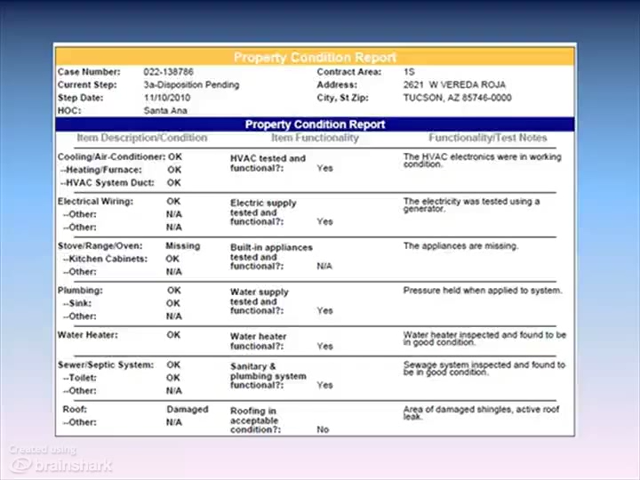 Property Condition Report
Case Number: 022-138786 Contract Area: 1S
Current Step: 3a-Disposition Pending Address: 2621 W VEREDA ROJA
Step Date: 11/10/2010 City, St Zip: TUCSON, AZ 85746-0000
HOC: Santa Ana
Property Condition Report
Item Description/Condition Item Functionality Functionality/Test Notes
Cooling/Air-Conditioner: OK HVAC tested and The HVAC electronics were in working
--Heating/Furnace: OK functional?: Yes condition.
--HVAC System Duct: OK
Electrical Wiring: OK Electric supply The electricity was tested using a
--Other: N/A tested and generator.
--Other: N/A functional?: Yes
Stove/Range/Oven: Missing Built-in appliances The appliances are missing.
--Kitchen Cabinets: OK tested and
--Other: N/A functional?: N/A
Plumbing: OK Water supply Pressure held when applied to system.
--Sink: OK tested and
--Other: N/A functional?: Yes
Water Heater: OK Water heater Water heater inspected and found to be
functional?: Yes in good condition.
Sewer/Septic System: OK Sanitary & Sewage system inspected and found to
--Toilet: OK plumbing system be in good condition.
--Other: N/A functional?: Yes
Roof: Damaged Roofing in Area of damaged shingles, active roof
--Other: N/A acceptable leak.
condition?: No
Created using
brainshark